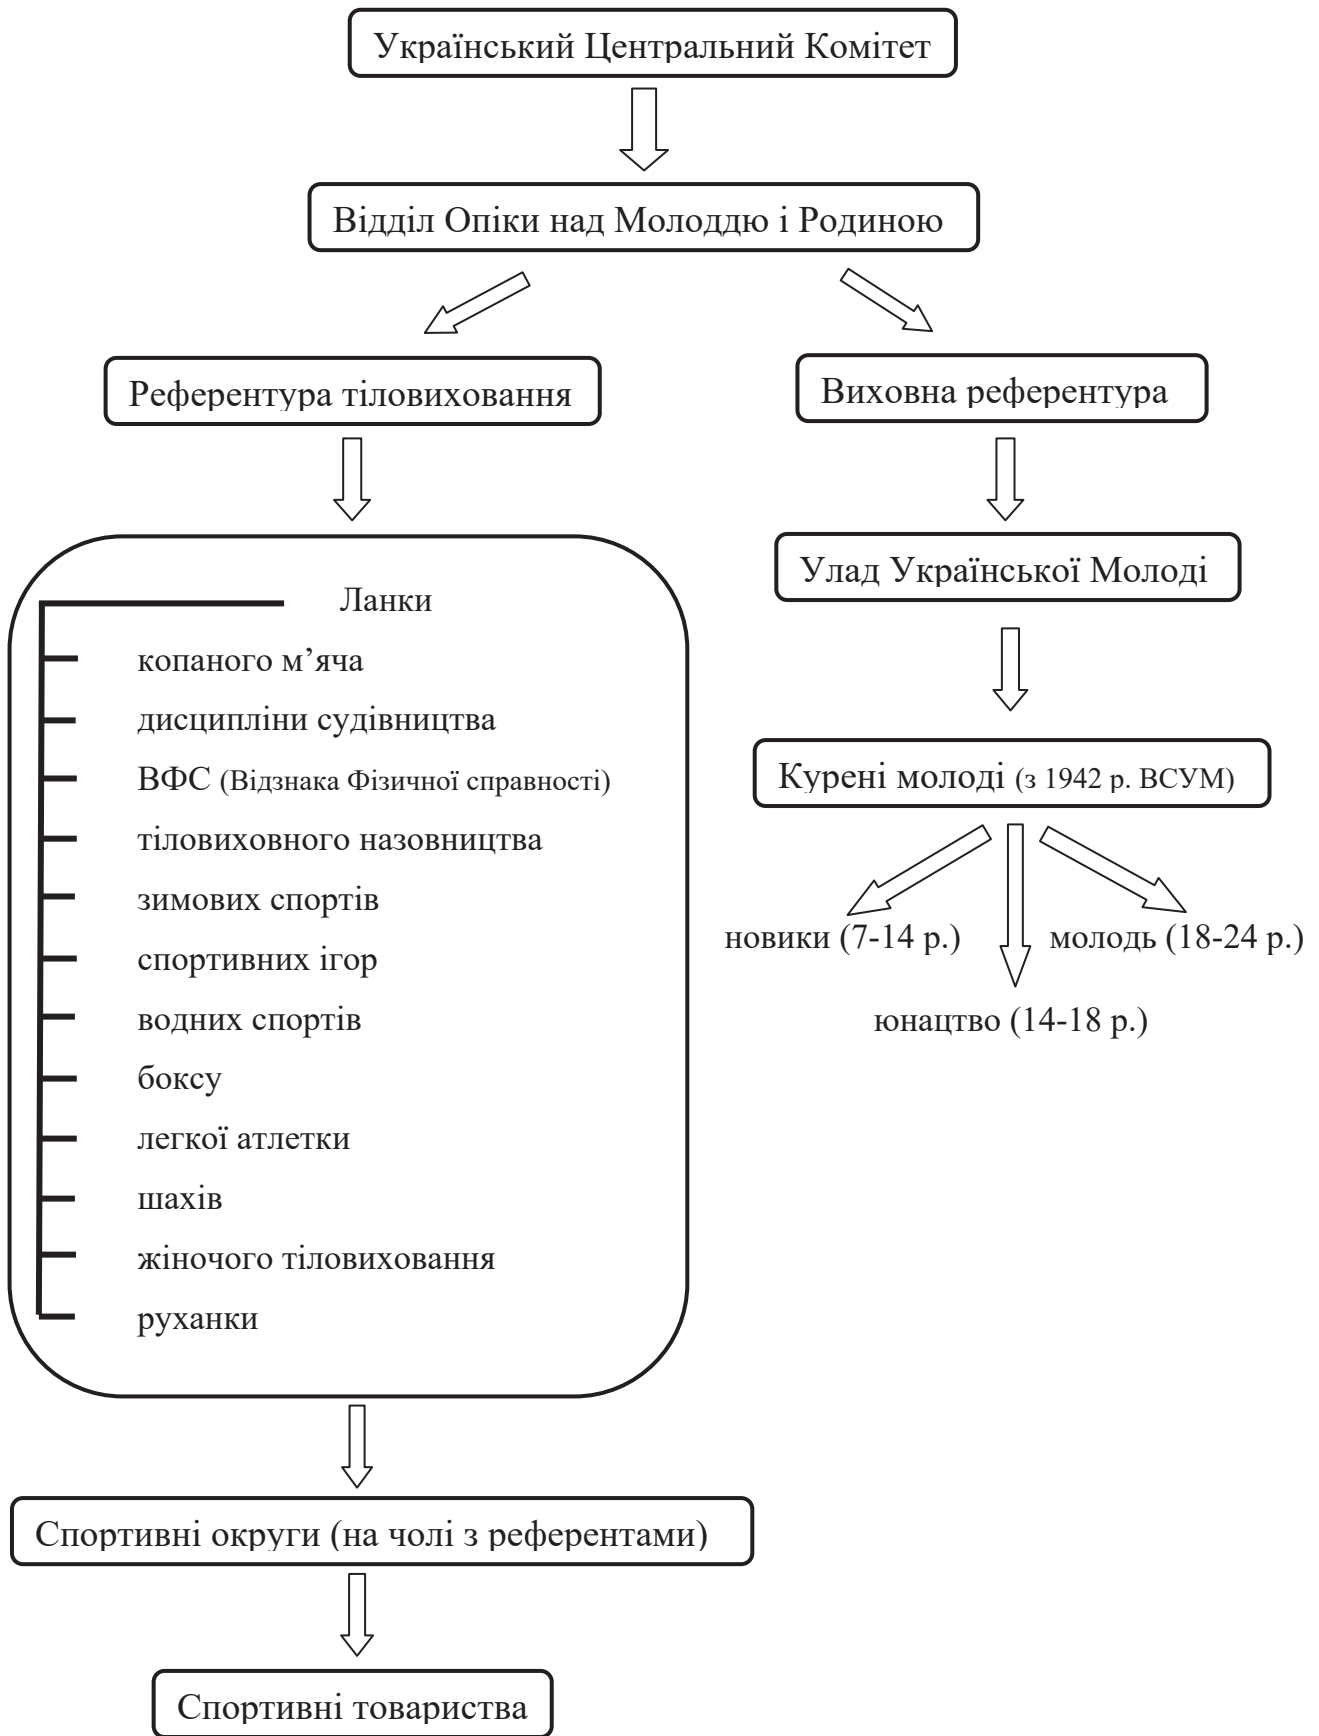 Український Центральний Комітет
Відділ Опіки над Молоддю і Родиною
Референтура тіловиховання
Виховна референтура
Ланки
копаного м’яча
дисципліни судівництва
ВФС (Відзнака Фізичної справності)
тіловиховного назовництва
зимових спортів
спортивних ігор
водних спортів
боксу
легкої атлетки
шахів
жіночого тіловиховання
руханки
Спортивні округи (на чолі з референтами)
Спортивні товариства
Улад Української Молоді
Курені молоді (з 1942 р. ВСУМ)
новики (7-14 р.)
молодь (18-24 р.)
юнацтво (14-18 р.)